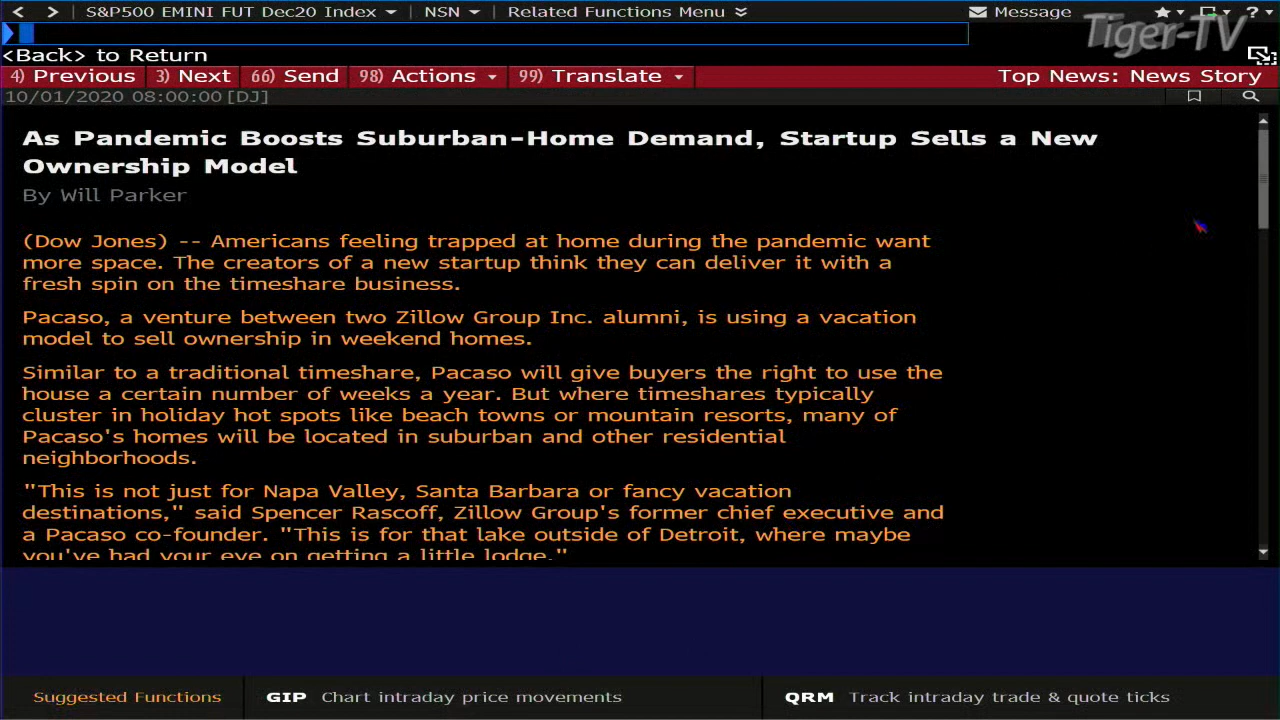 S&P500 EMINI FUT Dec20 Index NSN Related Functions Menu Message ?
Tiger-TV
<Back> to Return
4) Previous 3) Next 66) Send 98) Actions 99) Translate Top News: News Story
10/01/2020 08:00:00 [DJ]
As Pandemic Boosts Suburban-Home Demand, Startup Sells a New
Ownership Model
By Will Parker
(Dow Jones) -- Americans feeling trapped at home during the pandemic want
more space. The creators of a new startup think they can deliver it with a
fresh spin on the timeshare business.
Pacaso, a venture between two Zillow Group Inc. alumni, is using a vacation
model to sell ownership in weekend homes.
Similar to a traditional timeshare, Pacaso will give buyers the right to use the
house a certain number of weeks a year. But where timeshares typically
cluster in holiday hot spots like beach towns or mountain resorts, many of
Pacaso's homes will be located in suburban and other residential
neighborhoods.
"This is not just for Napa Valley, Santa Barbara or fancy vacation
destinations," said Spencer Rascoff, Zillow Group's former chief executive and
a Pacaso co-founder. "This is for that lake outside of Detroit, where maybe
you've had your eye on getting a little lodge."
Suggested Functions GIP Chart intraday price movements QRM Track intraday trade & quote ticks